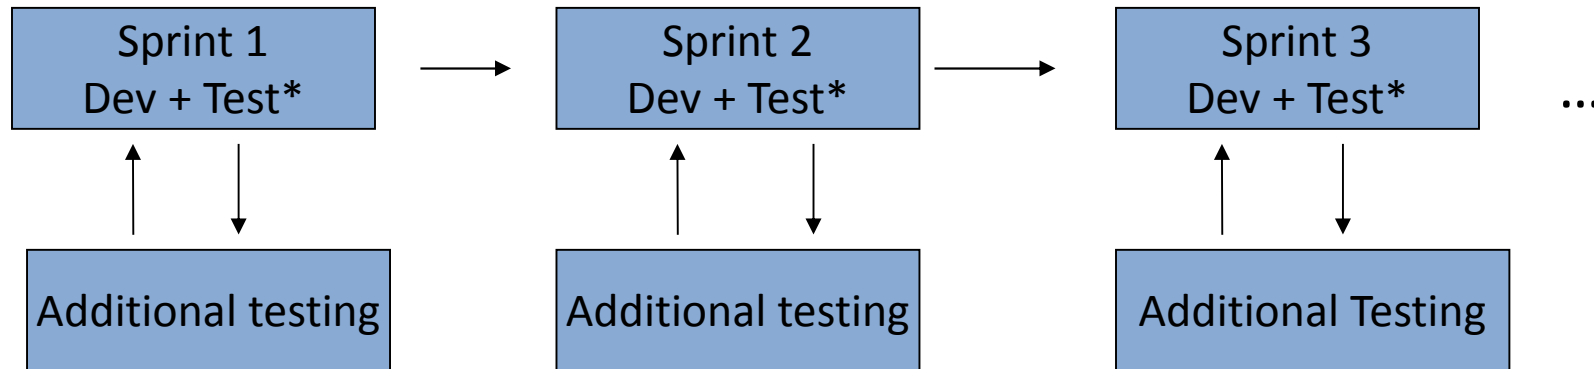 Sprint 1
Dev + Test*
Sprint 2
Dev + Test*
Sprint 3
Dev + Test*
...
Additional testing
Additional testing
Additional Testing